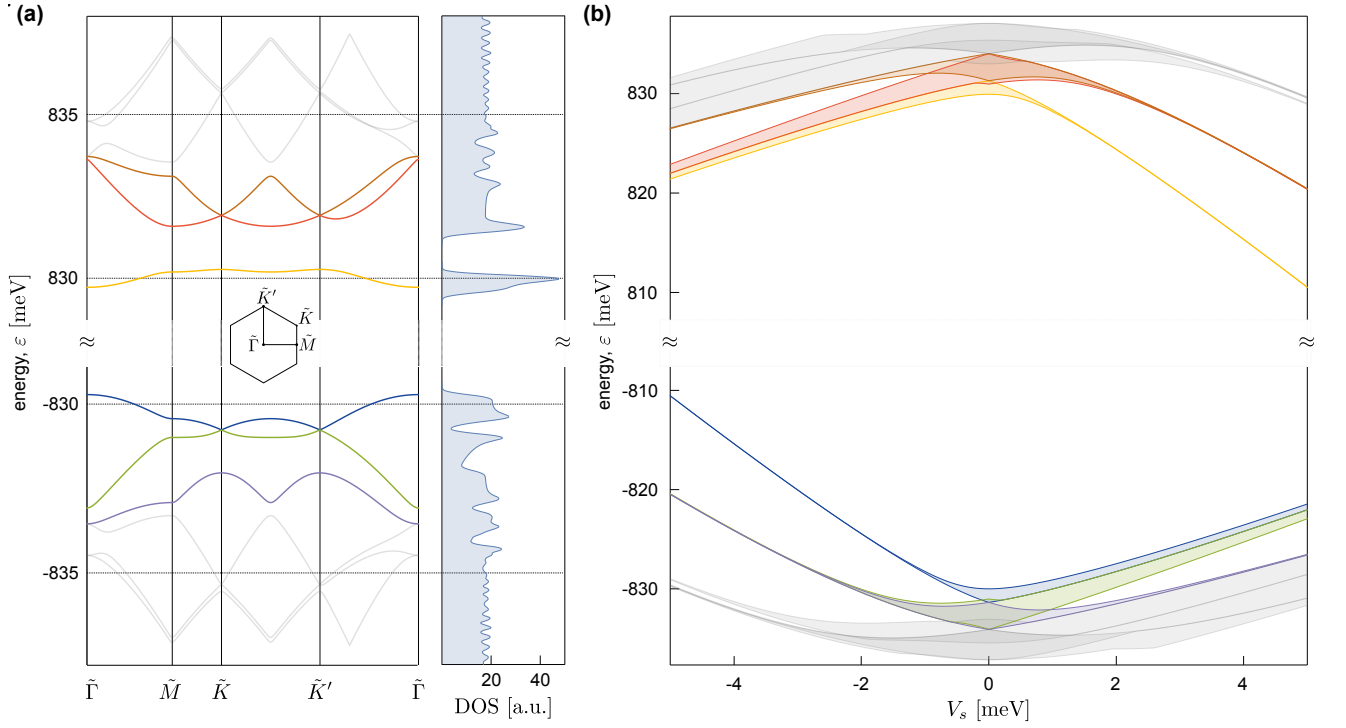 (a)
835
830
-830
-835
energy, ε [meV]
≈
≈
K̃′
K̃
Γ̃
M̃
Γ̃
M̃
K̃
K̃′
Γ̃
20
40
DOS [a.u.]
(b)
830
820
810
-810
-820
-830
energy, ε [meV]
≈
≈
-4
-2
0
2
4
Vₛ [meV]